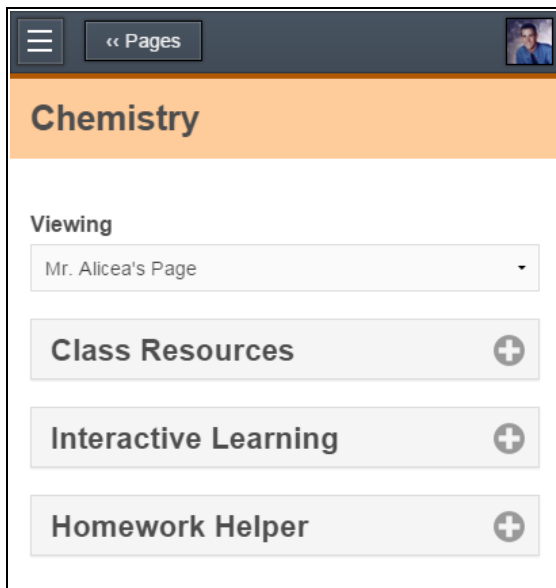 ‹‹ Pages
Chemistry
Viewing
Mr. Alicea's Page
Class Resources
Interactive Learning
Homework Helper